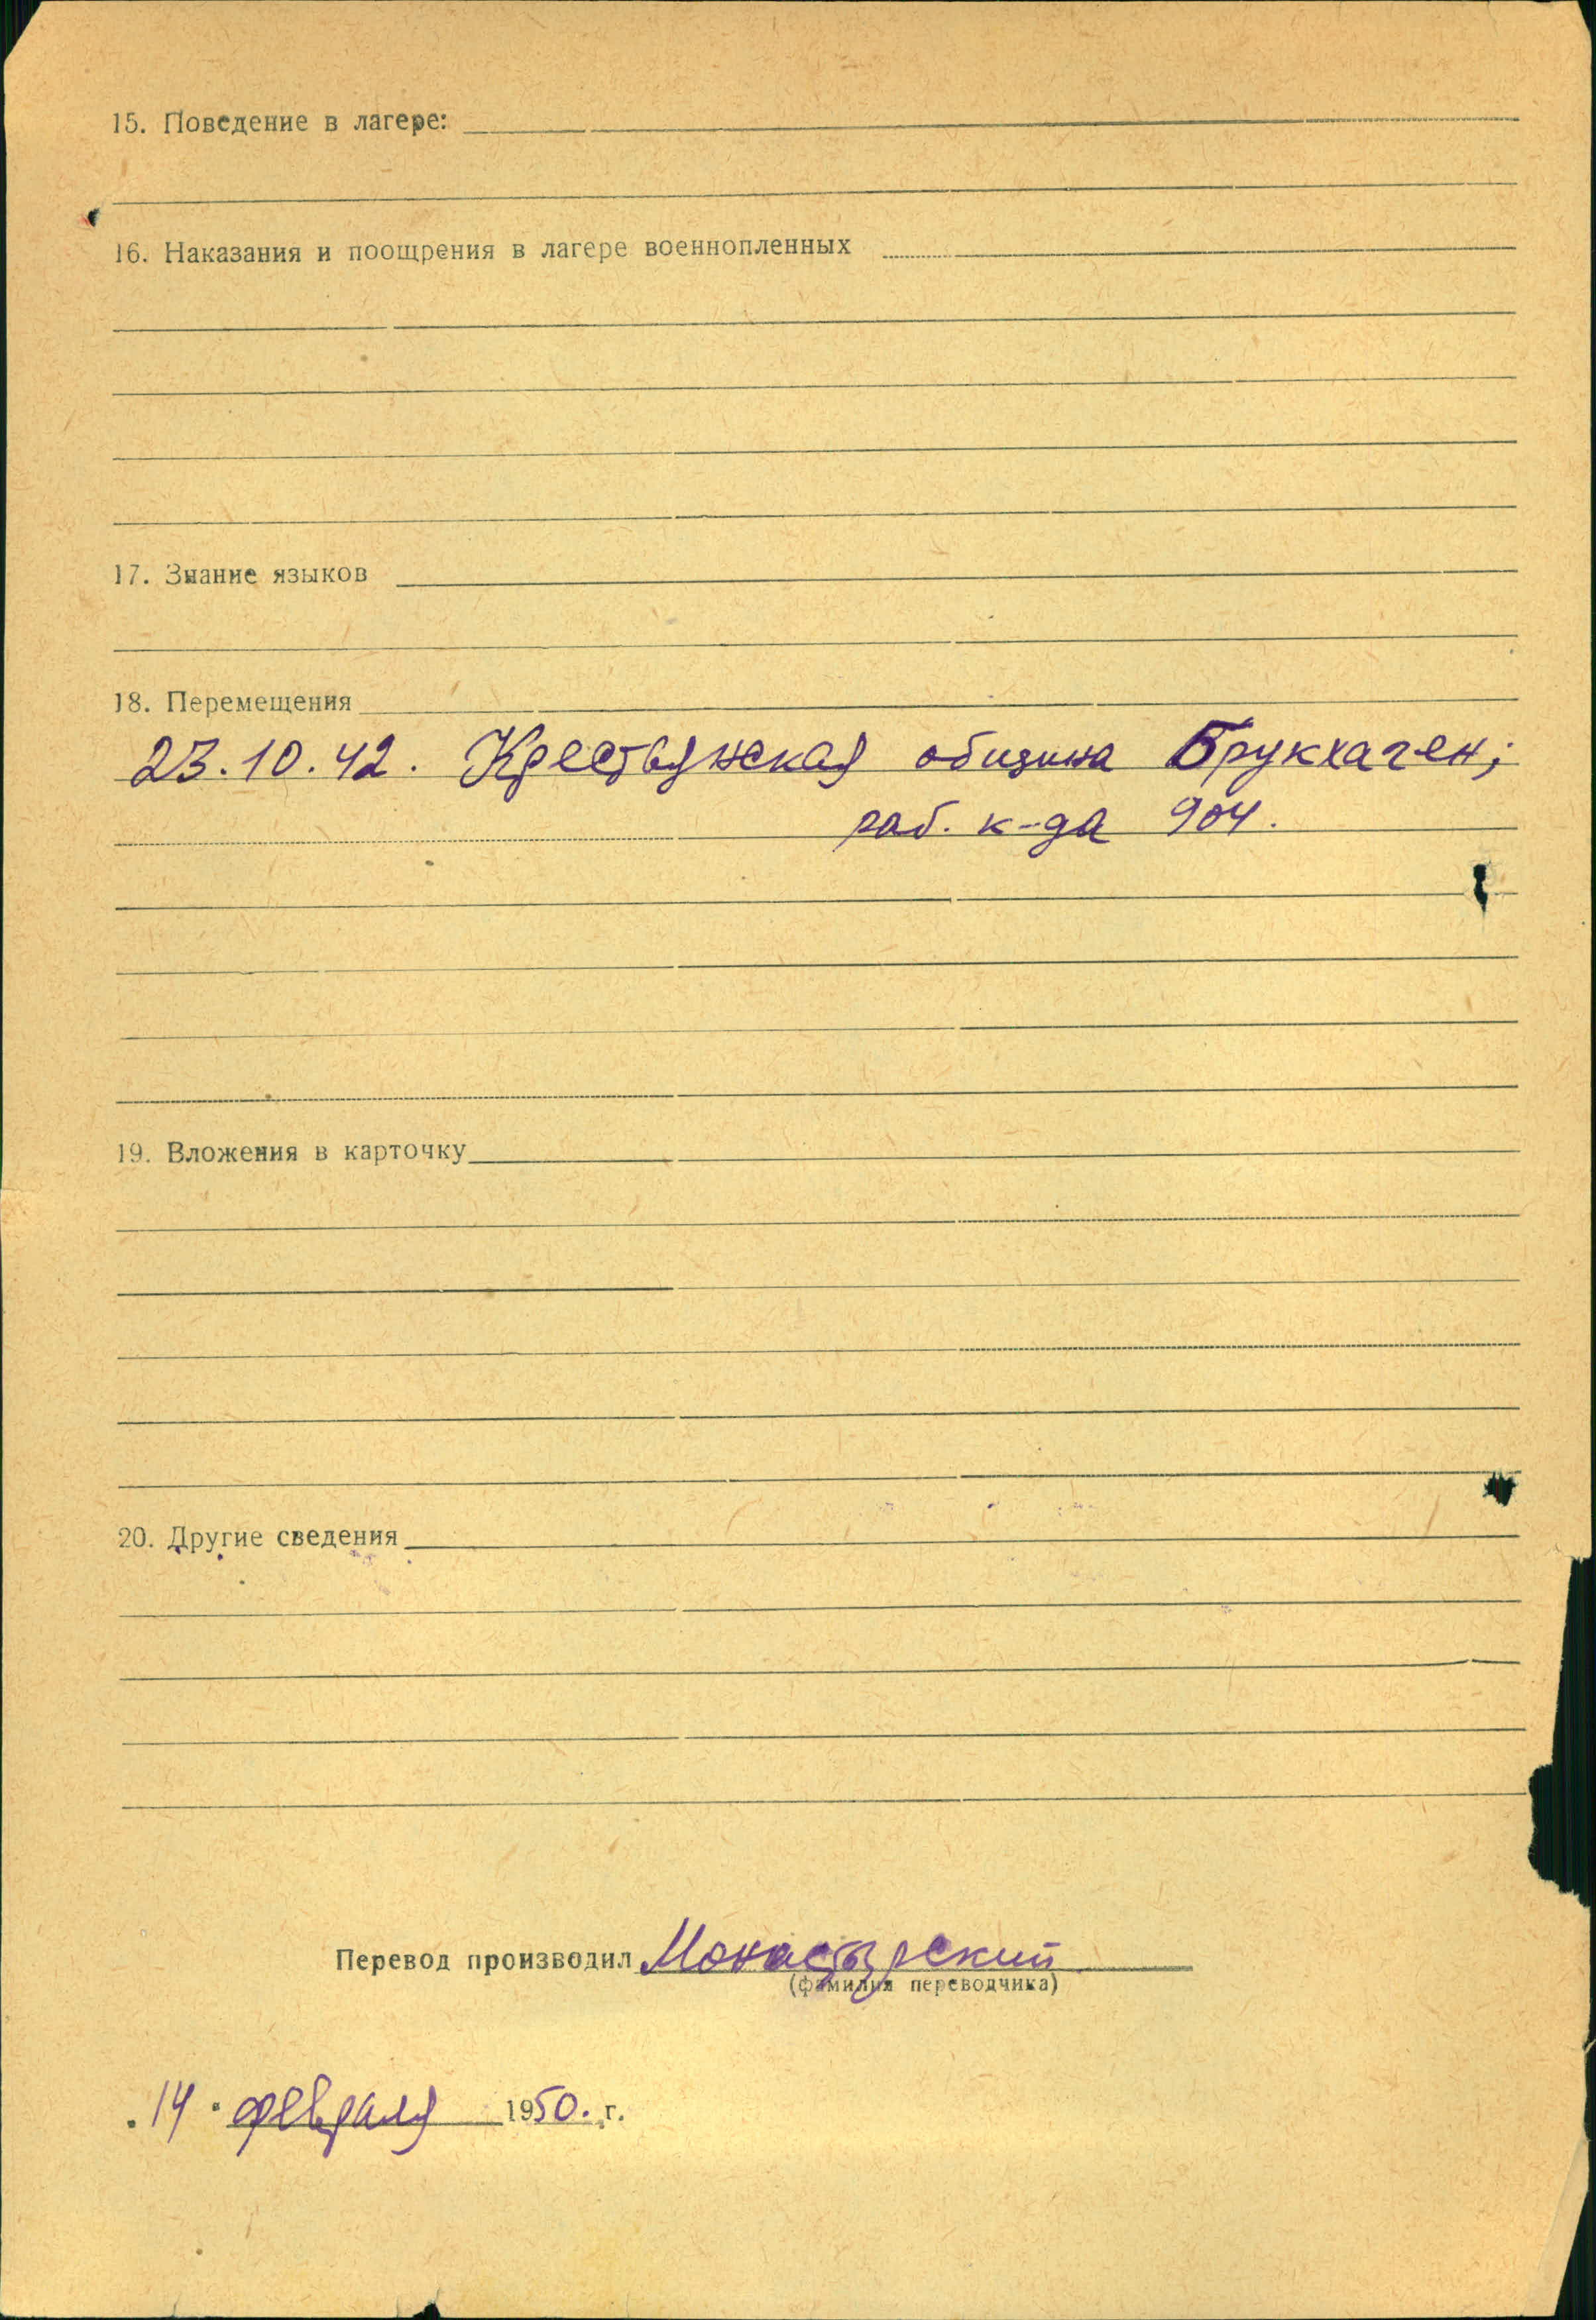 15. Поведение в лагере:
16. Наказания и поощрения в лагере военнопленных
17. Знание языков
18. Перемещения
23.10.42. Крестьянская община Брукхаген;
раб. к-да 904.
19. Вложения в карточку
20. Другие сведения
Перевод производил Монастырский
(фамилия переводчика)
"14" февраля 1950. г.